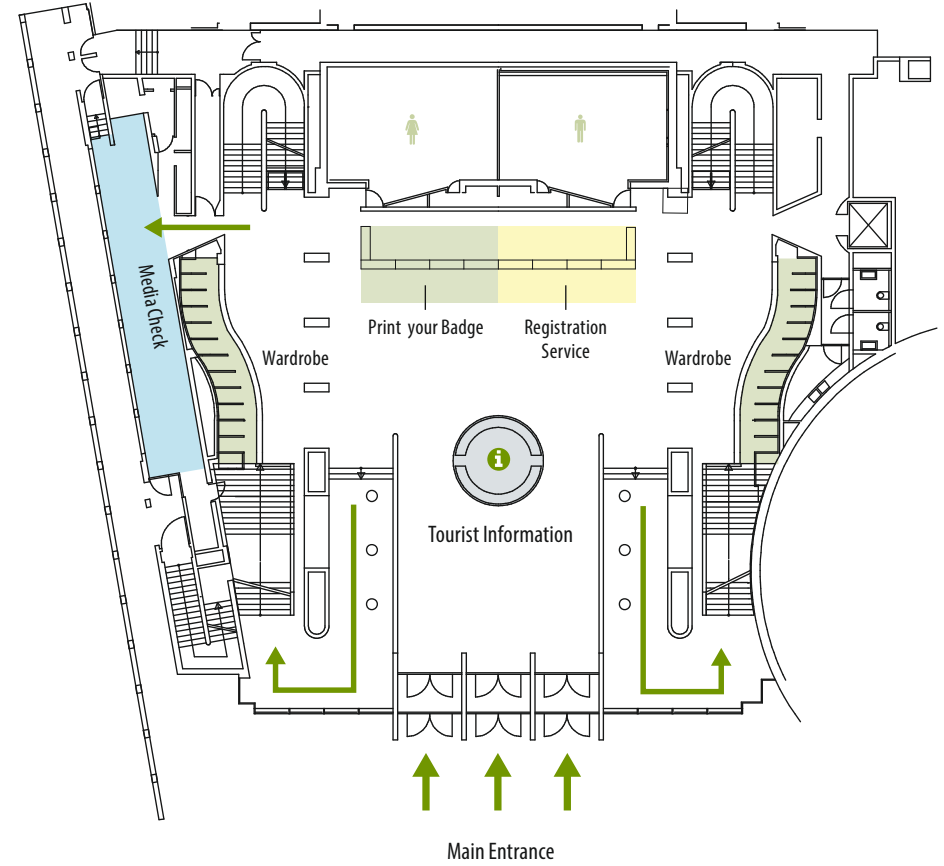 Media Check
Print your Badge
Registration
Service
Wardrobe
Wardrobe
i
Tourist Information
Main Entrance